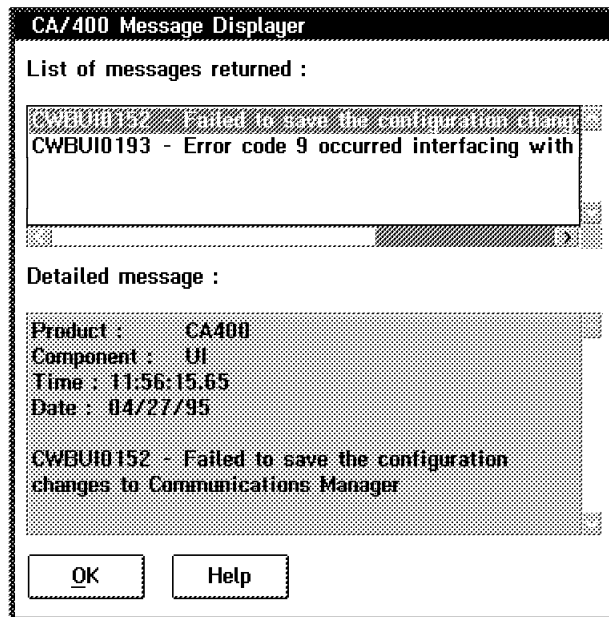 CA/400 Message Displayer
List of messages returned :
CWBUI0152 - Failed to save the configuration chang
CWBUI0193 - Error code 9 occurred interfacing with
Detailed message :
Product : CA400
Component : UI
Time : 11:56:15.65
Date : 04/27/95
CWBUI0152 - Failed to save the configuration
changes to Communications Manager
OK Help